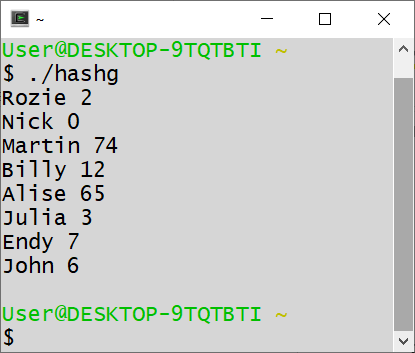 ~
User@DESKTOP-9TQTBTI ~
$ ./hashg
Rozie 2
Nick 0
Martin 74
Billy 12
Alise 65
Julia 3
Endy 7
John 6
User@DESKTOP-9TQTBTI ~
$